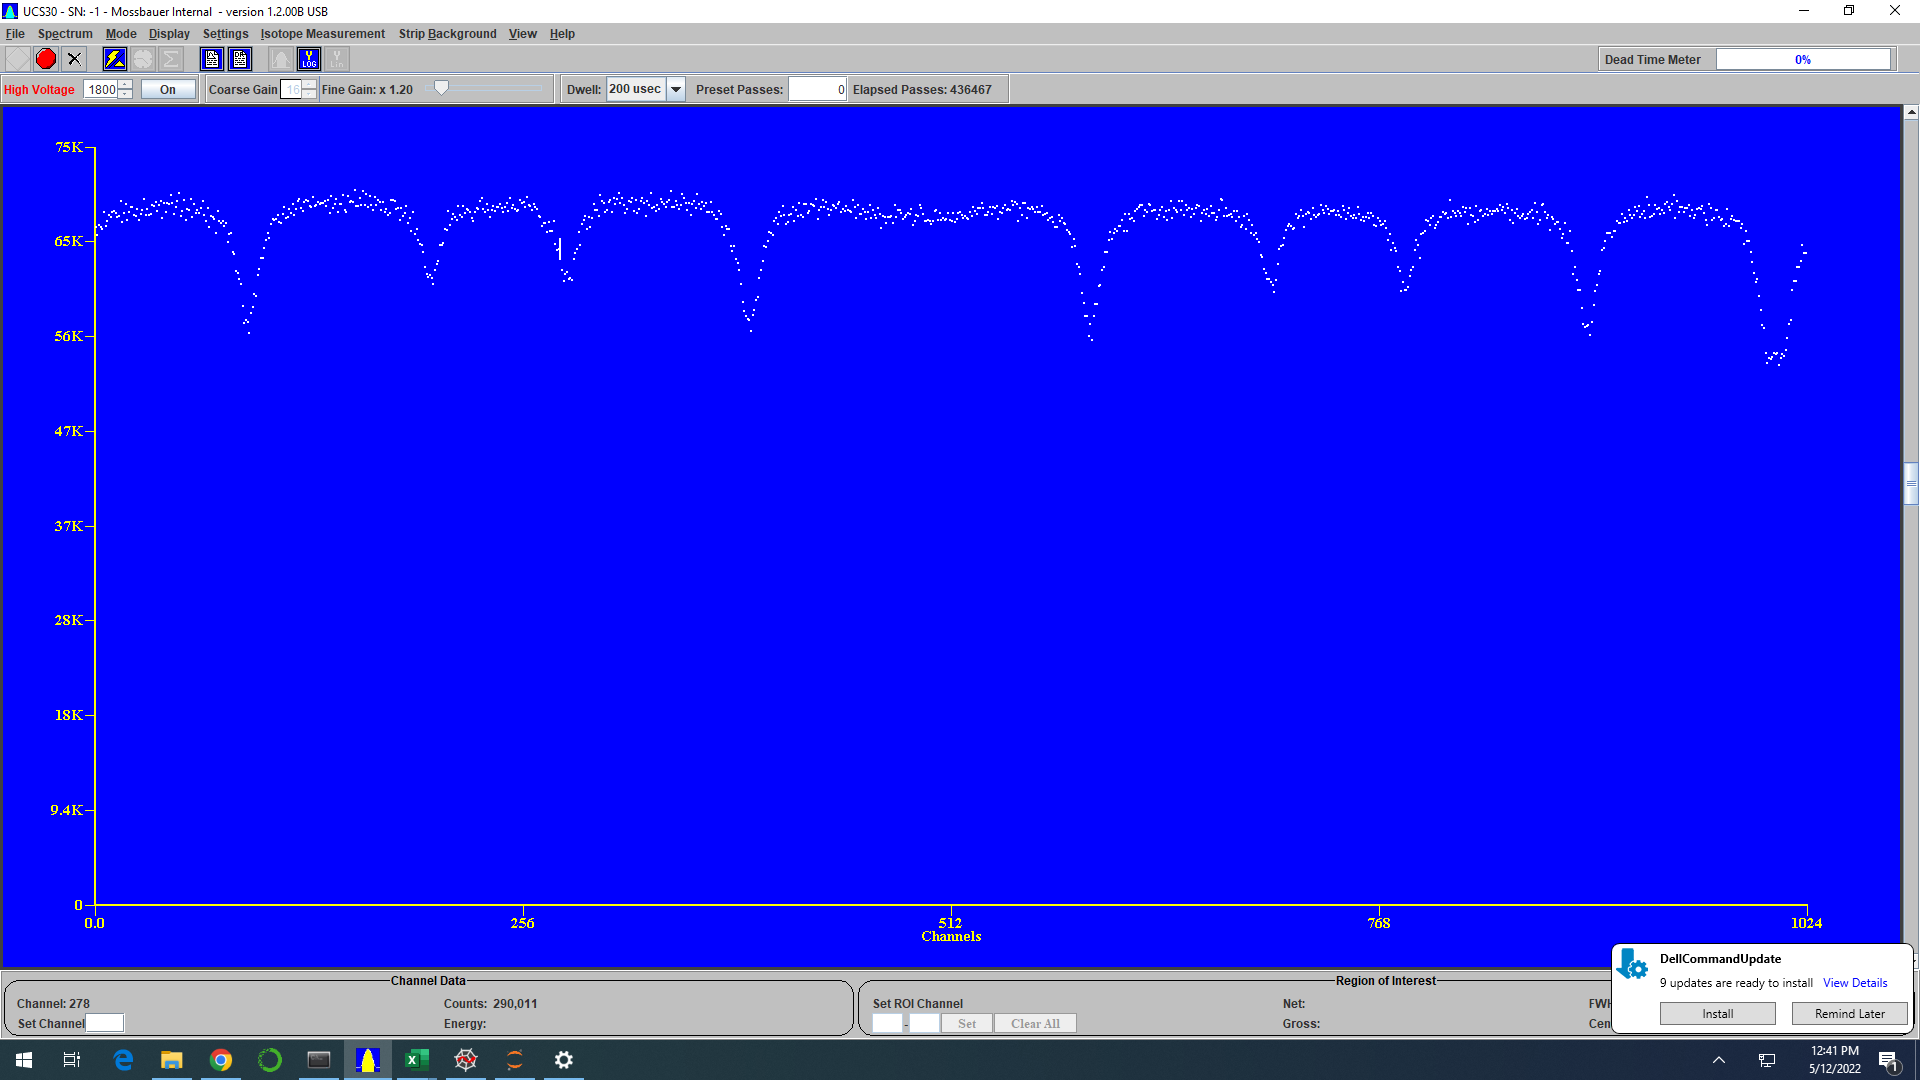 UCS30 - SN: -1 - Mossbauer Internal - version 1.2.00B USB
File Spectrum Mode Display Settings Isotope Measurement Strip Background View Help
Y LOG
Dead Time Meter 0%
High Voltage 1800 On Coarse Gain 16 Fine Gain: x 1.20 Dwell: 200 usec Preset Passes: 0 Elapsed Passes: 436467
75K
65K
56K
47K
37K
28K
18K
9.4K
0
0.0 256 512 768 1024
Channels
DellCommandUpdate
9 updates are ready to install View Details
Install Remind Later
Channel Data
Channel: 278 Counts: 290,011
Set Channel Energy:
Region of Interest
Set ROI Channel Net: FWH
- Set Clear All Gross: Cen
12:41 PM
5/12/2022
1